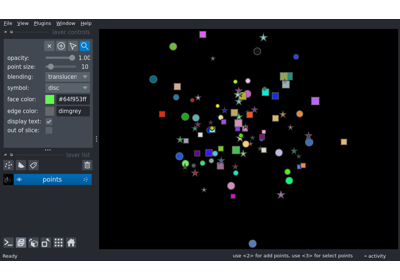 File View Plugins Window Help
layer controls
opacity: 1.00
point size: 10
blending: translucen
symbol: disc
face color: #64f953ff
edge color: dimgrey
display text:
out of slice:
layer list
points
Ready use <2> for add points, use <3> for select points activity